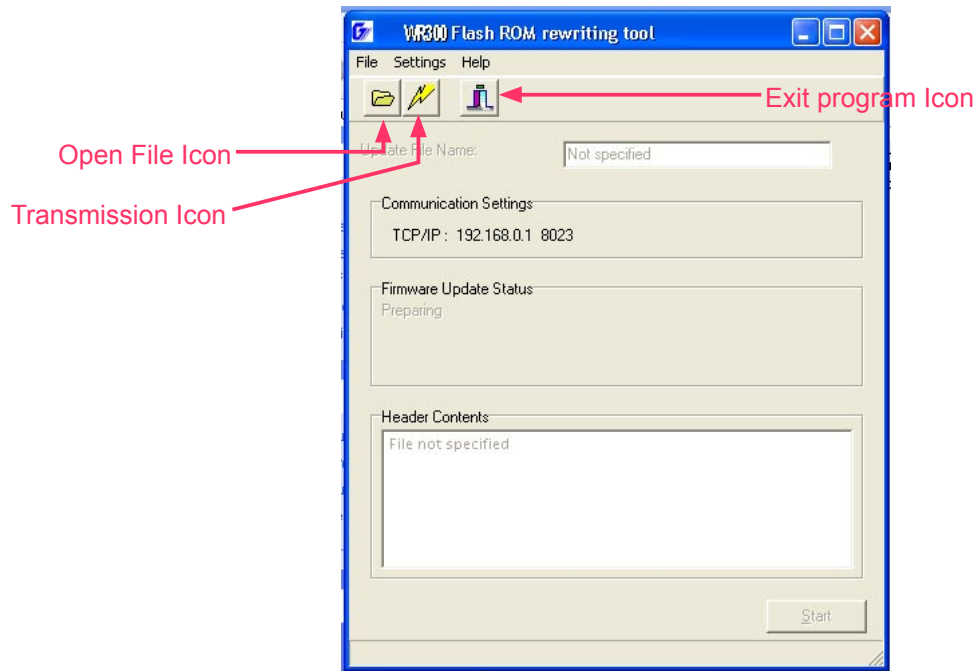 WR300 Flash ROM rewriting tool
File Settings Help
Exit program Icon
Open File Icon
Update File Name: Not specified
Transmission Icon
Communication Settings
TCP/IP : 192.168.0.1 8023
Firmware Update Status
Preparing
Header Contents
File not specified
Start